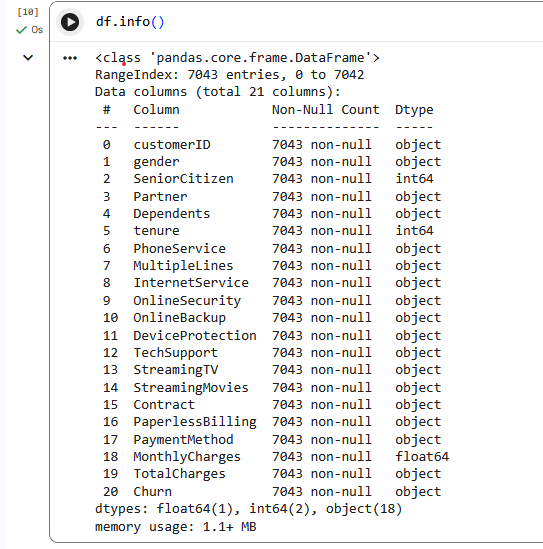 [10]
0s
df.info()
<class 'pandas.core.frame.DataFrame'>
RangeIndex: 7043 entries, 0 to 7042
Data columns (total 21 columns):
 #   Column            Non-Null Count  Dtype
---  ------            --------------  -----
 0   customerID        7043 non-null   object
 1   gender            7043 non-null   object
 2   SeniorCitizen     7043 non-null   int64
 3   Partner           7043 non-null   object
 4   Dependents        7043 non-null   object
 5   tenure            7043 non-null   int64
 6   PhoneService      7043 non-null   object
 7   MultipleLines     7043 non-null   object
 8   InternetService   7043 non-null   object
 9   OnlineSecurity    7043 non-null   object
 10  OnlineBackup      7043 non-null   object
 11  DeviceProtection  7043 non-null   object
 12  TechSupport       7043 non-null   object
 13  StreamingTV       7043 non-null   object
 14  StreamingMovies   7043 non-null   object
 15  Contract          7043 non-null   object
 16  PaperlessBilling  7043 non-null   object
 17  PaymentMethod     7043 non-null   object
 18  MonthlyCharges    7043 non-null   float64
 19  TotalCharges      7043 non-null   object
 20  Churn             7043 non-null   object
dtypes: float64(1), int64(2), object(18)
memory usage: 1.1+ MB